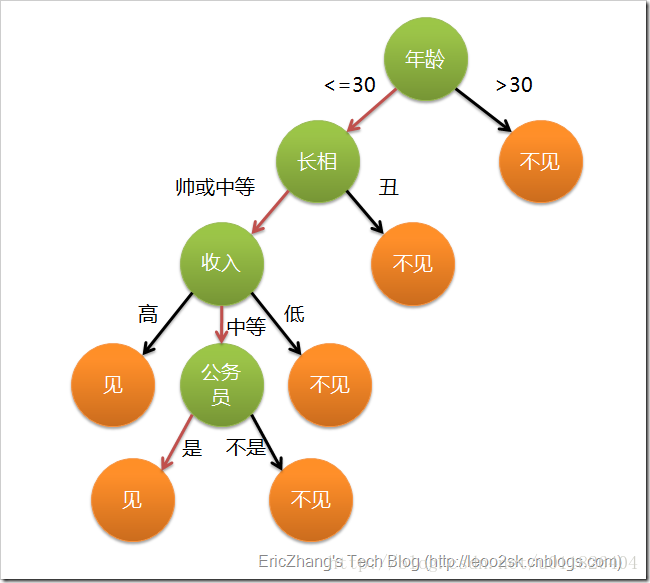 年龄
<=30
>30
长相
不见
帅或中等
丑
收入
不见
高
中等
低
见
公务
员
不见
是
不是
见
不见
EricZhang's Tech Blog (http://leoo2sk.cnblogs.com)